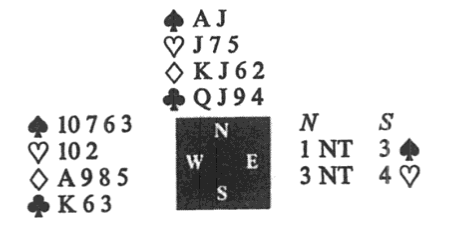 ♠ A J
♡ J 7 5
♢ K J 6 2
♣ Q J 9 4
♠ 10 7 6 3
♡ 10 2
♢ A 9 8 5
♣ K 6 3
N
W E
S
N S
1 NT 3 ♠
3 NT 4 ♡